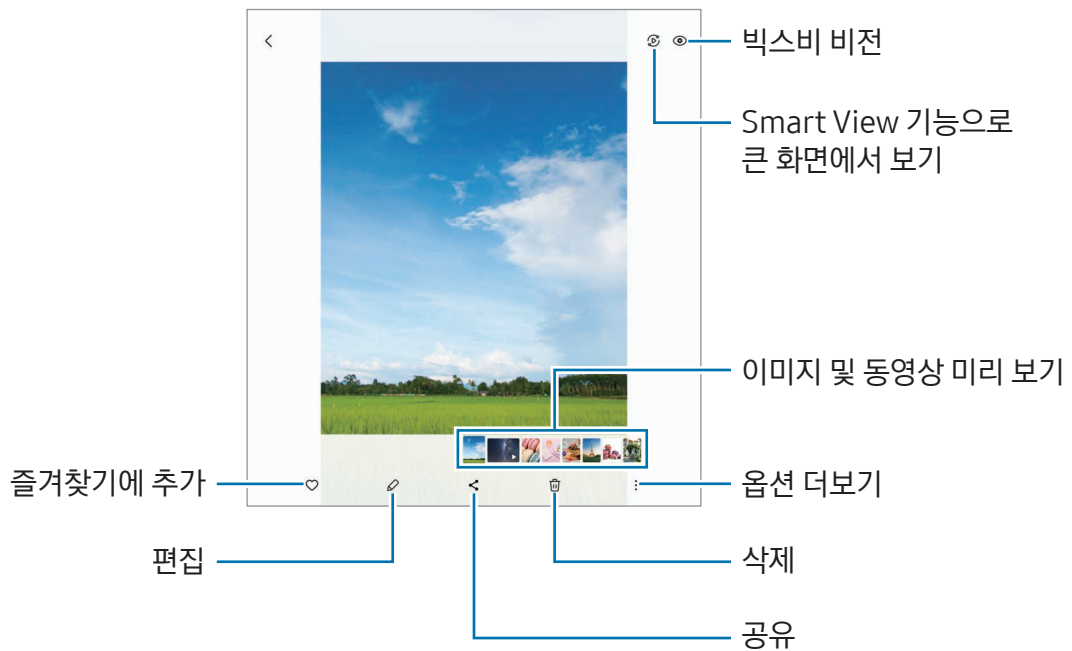 빅스비 비전
Smart View 기능으로
큰 화면에서 보기
이미지 및 동영상 미리 보기
즐겨찾기에 추가
옵션 더보기
편집
삭제
공유